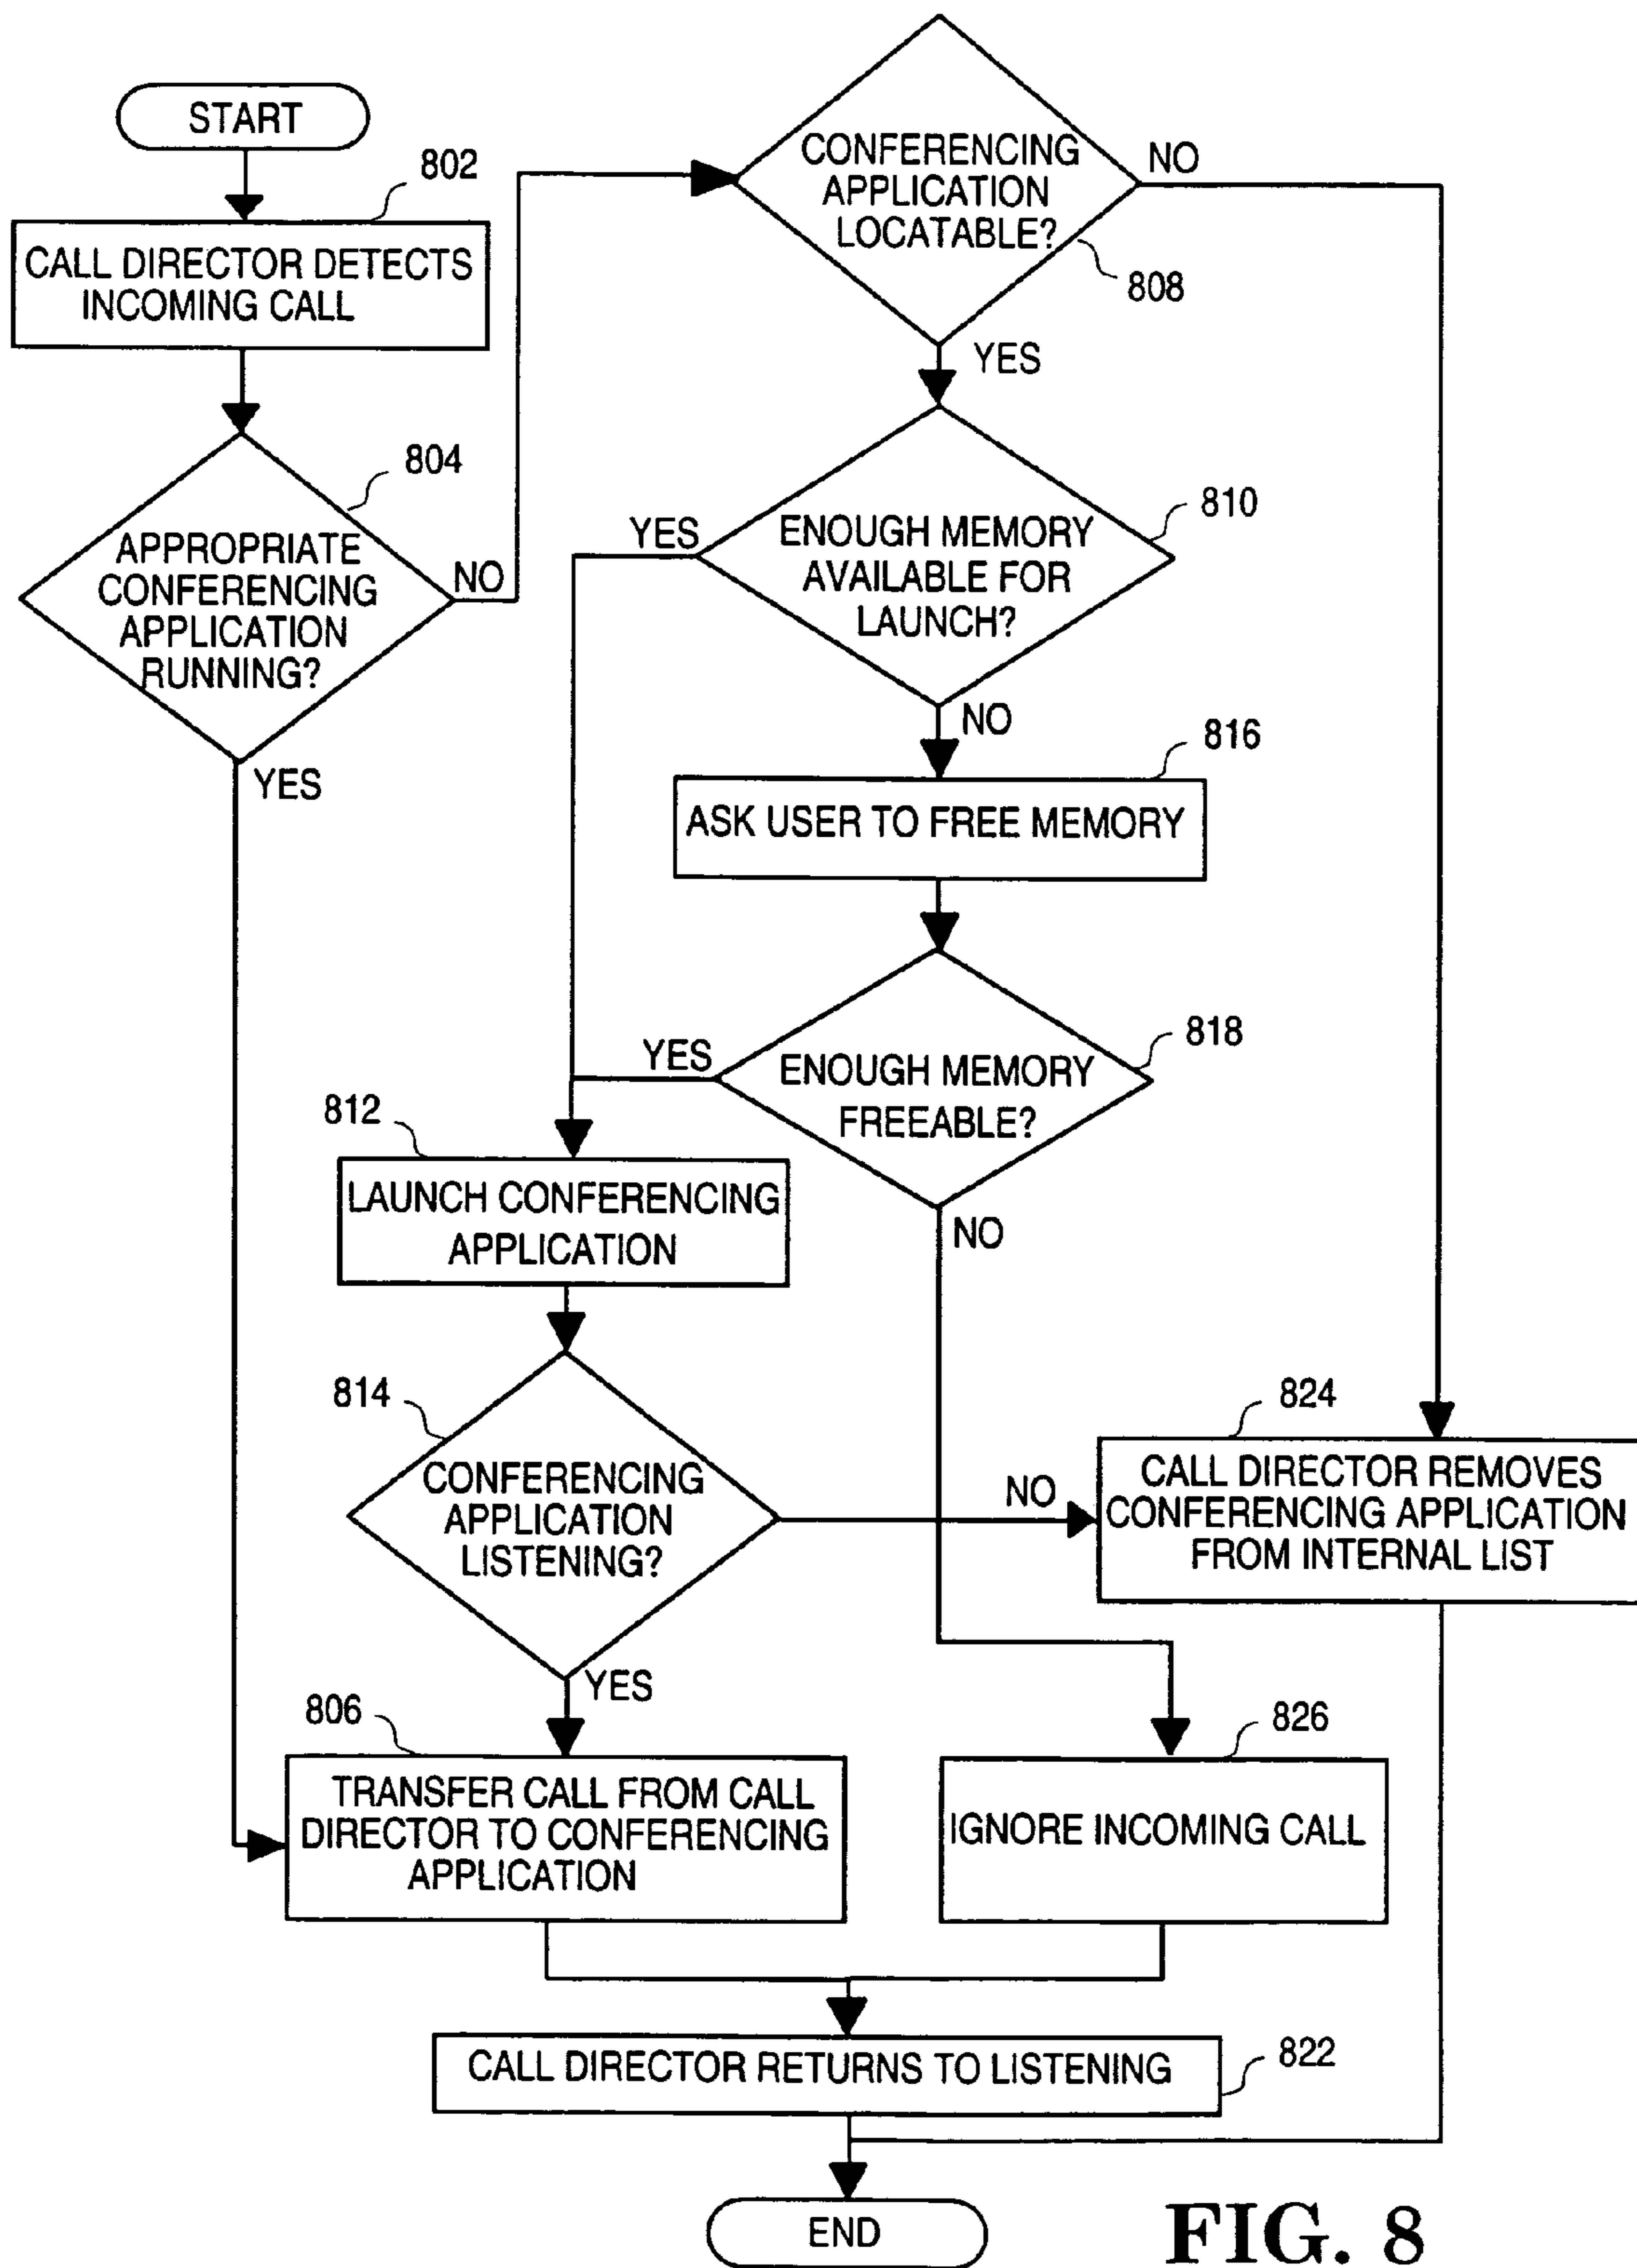 START
802
CALL DIRECTOR DETECTS
INCOMING CALL
804
APPROPRIATE
CONFERENCING
APPLICATION
RUNNING?
NO
YES
CONFERENCING
APPLICATION
LOCATABLE?
NO
808
YES
810
ENOUGH MEMORY
AVAILABLE FOR
LAUNCH?
YES
NO
816
ASK USER TO FREE MEMORY
818
ENOUGH MEMORY
FREEABLE?
YES
NO
812
LAUNCH CONFERENCING
APPLICATION
814
CONFERENCING
APPLICATION
LISTENING?
NO
YES
824
CALL DIRECTOR REMOVES
CONFERENCING APPLICATION
FROM INTERNAL LIST
806
TRANSFER CALL FROM CALL
DIRECTOR TO CONFERENCING
APPLICATION
826
IGNORE INCOMING CALL
CALL DIRECTOR RETURNS TO LISTENING
822
END
FIG. 8